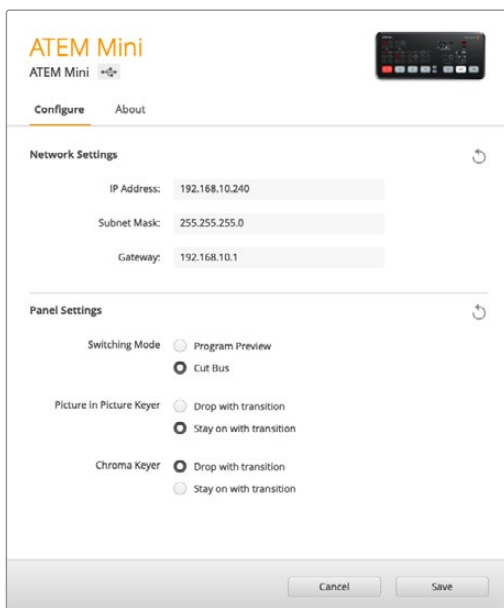 ATEM Mini
ATEM Mini
Configure About
Network Settings
IP Address: 192.168.10.240
Subnet Mask: 255.255.255.0
Gateway: 192.168.10.1
Panel Settings
Switching Mode Program Preview
Cut Bus
Picture in Picture Keyer Drop with transition
Stay on with transition
Chroma Keyer Drop with transition
Stay on with transition
Cancel Save